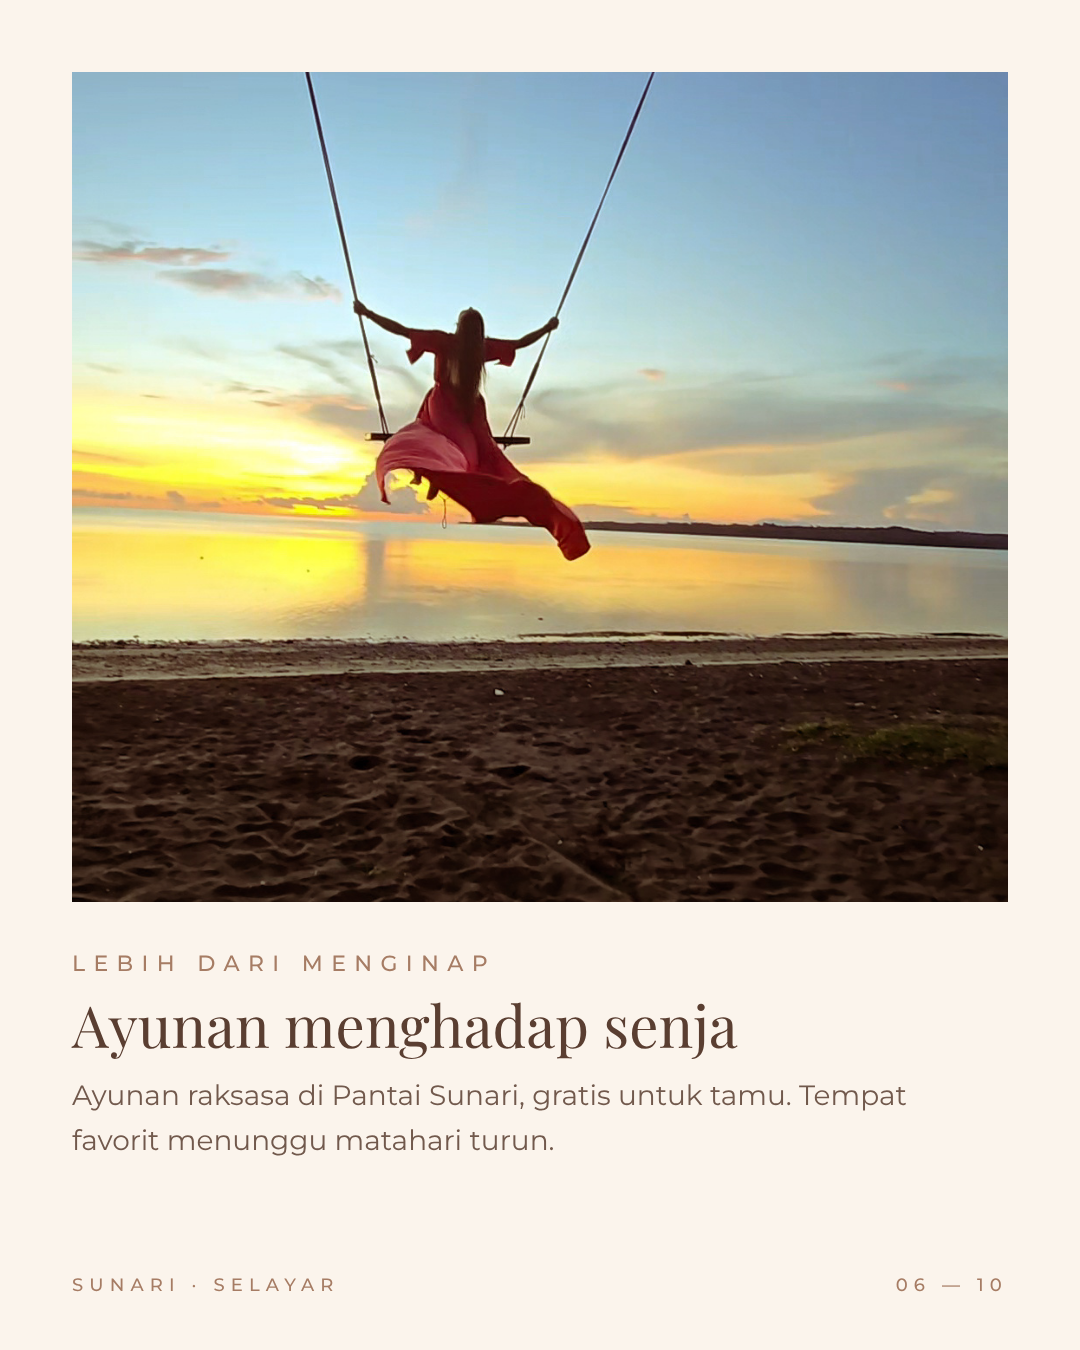 LEBIH DARI MENGINAP
Ayunan menghadap senja
Ayunan raksasa di Pantai Sunari, gratis untuk tamu. Tempat
favorit menunggu matahari turun.
SUNARI · SELAYAR
06 — 10